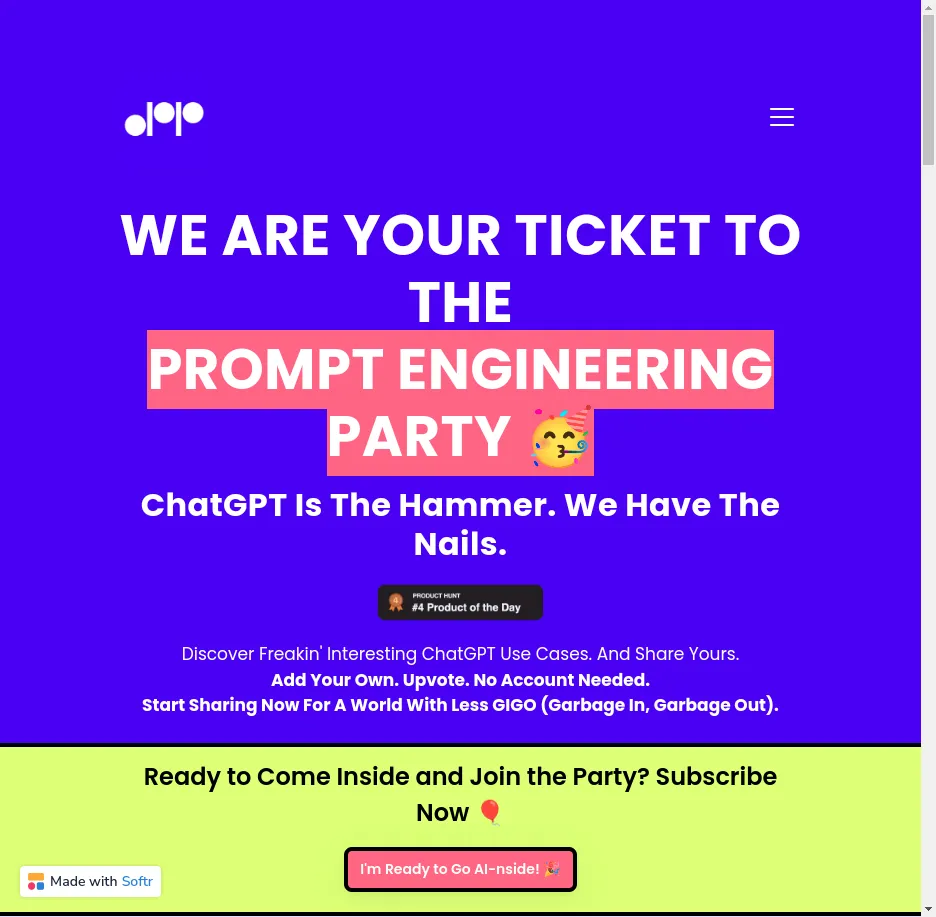 WE ARE YOUR TICKET TO
THE
PROMPT ENGINEERING
PARTY 🥳
ChatGPT Is The Hammer. We Have The
Nails.
4
PRODUCT HUNT
#4 Product of the Day
Discover Freakin' Interesting ChatGPT Use Cases. And Share Yours.
Add Your Own. Upvote. No Account Needed.
Start Sharing Now For A World With Less GIGO (Garbage In, Garbage Out).
Ready to Come Inside and Join the Party? Subscribe
Now 🎈
I'm Ready to Go AI-nside! 🎉
Made with Softr